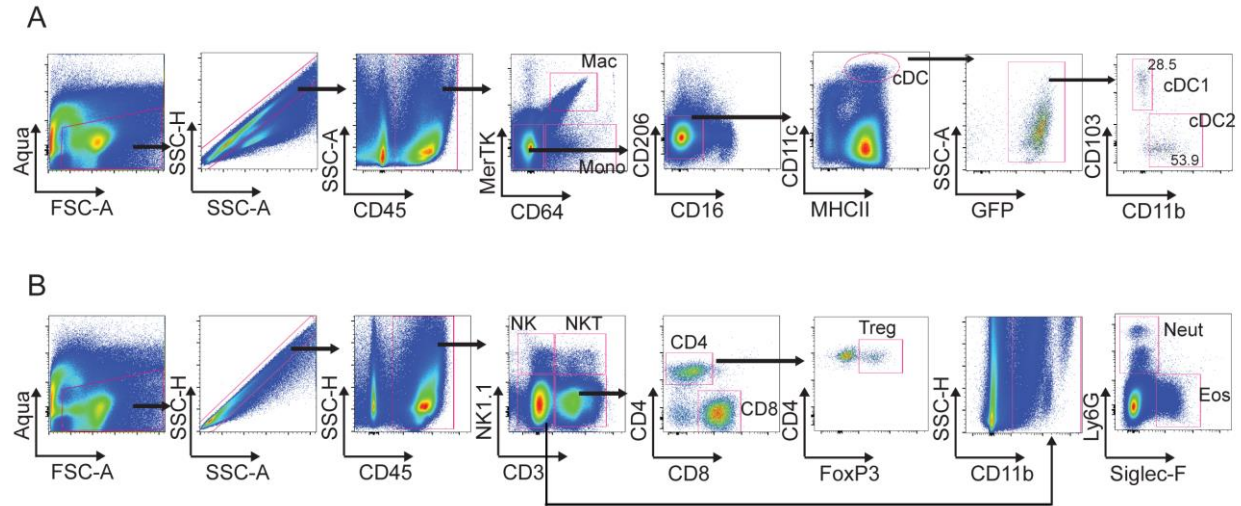 A
Aqua
FSC-A
SSC-H
SSC-A
SSC-A
CD45
MerTK
Mac
Mono
CD64
CD206
CD16
CD11c
cDC
MHCII
SSC-A
GFP
CD103
28.5
cDC1
cDC2
53.9
CD11b
B
Aqua
FSC-A
SSC-H
SSC-A
SSC-H
CD45
NK1.1
NK
NKT
CD3
CD4
CD4
CD8
CD8
CD4
Treg
FoxP3
SSC-H
CD11b
Ly6G
Neut
Eos
Siglec-F